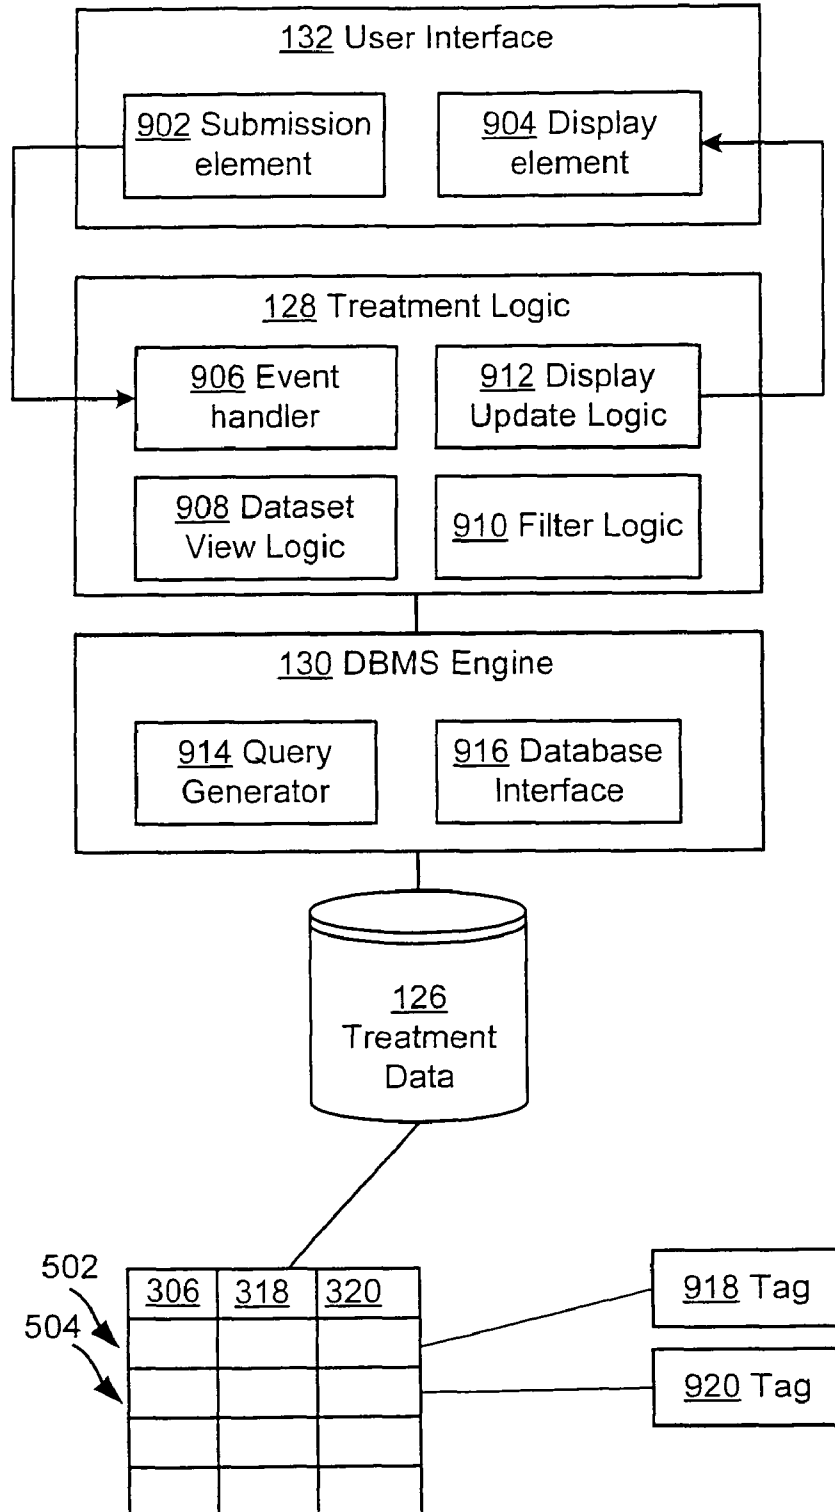 132 User Interface
902 Submission
element
904 Display
element
128 Treatment Logic
906 Event
handler
912 Display
Update Logic
908 Dataset
View Logic
910 Filter Logic
130 DBMS Engine
914 Query
Generator
916 Database
Interface
126
Treatment
Data
502
504
306 318 320
918 Tag
920 Tag